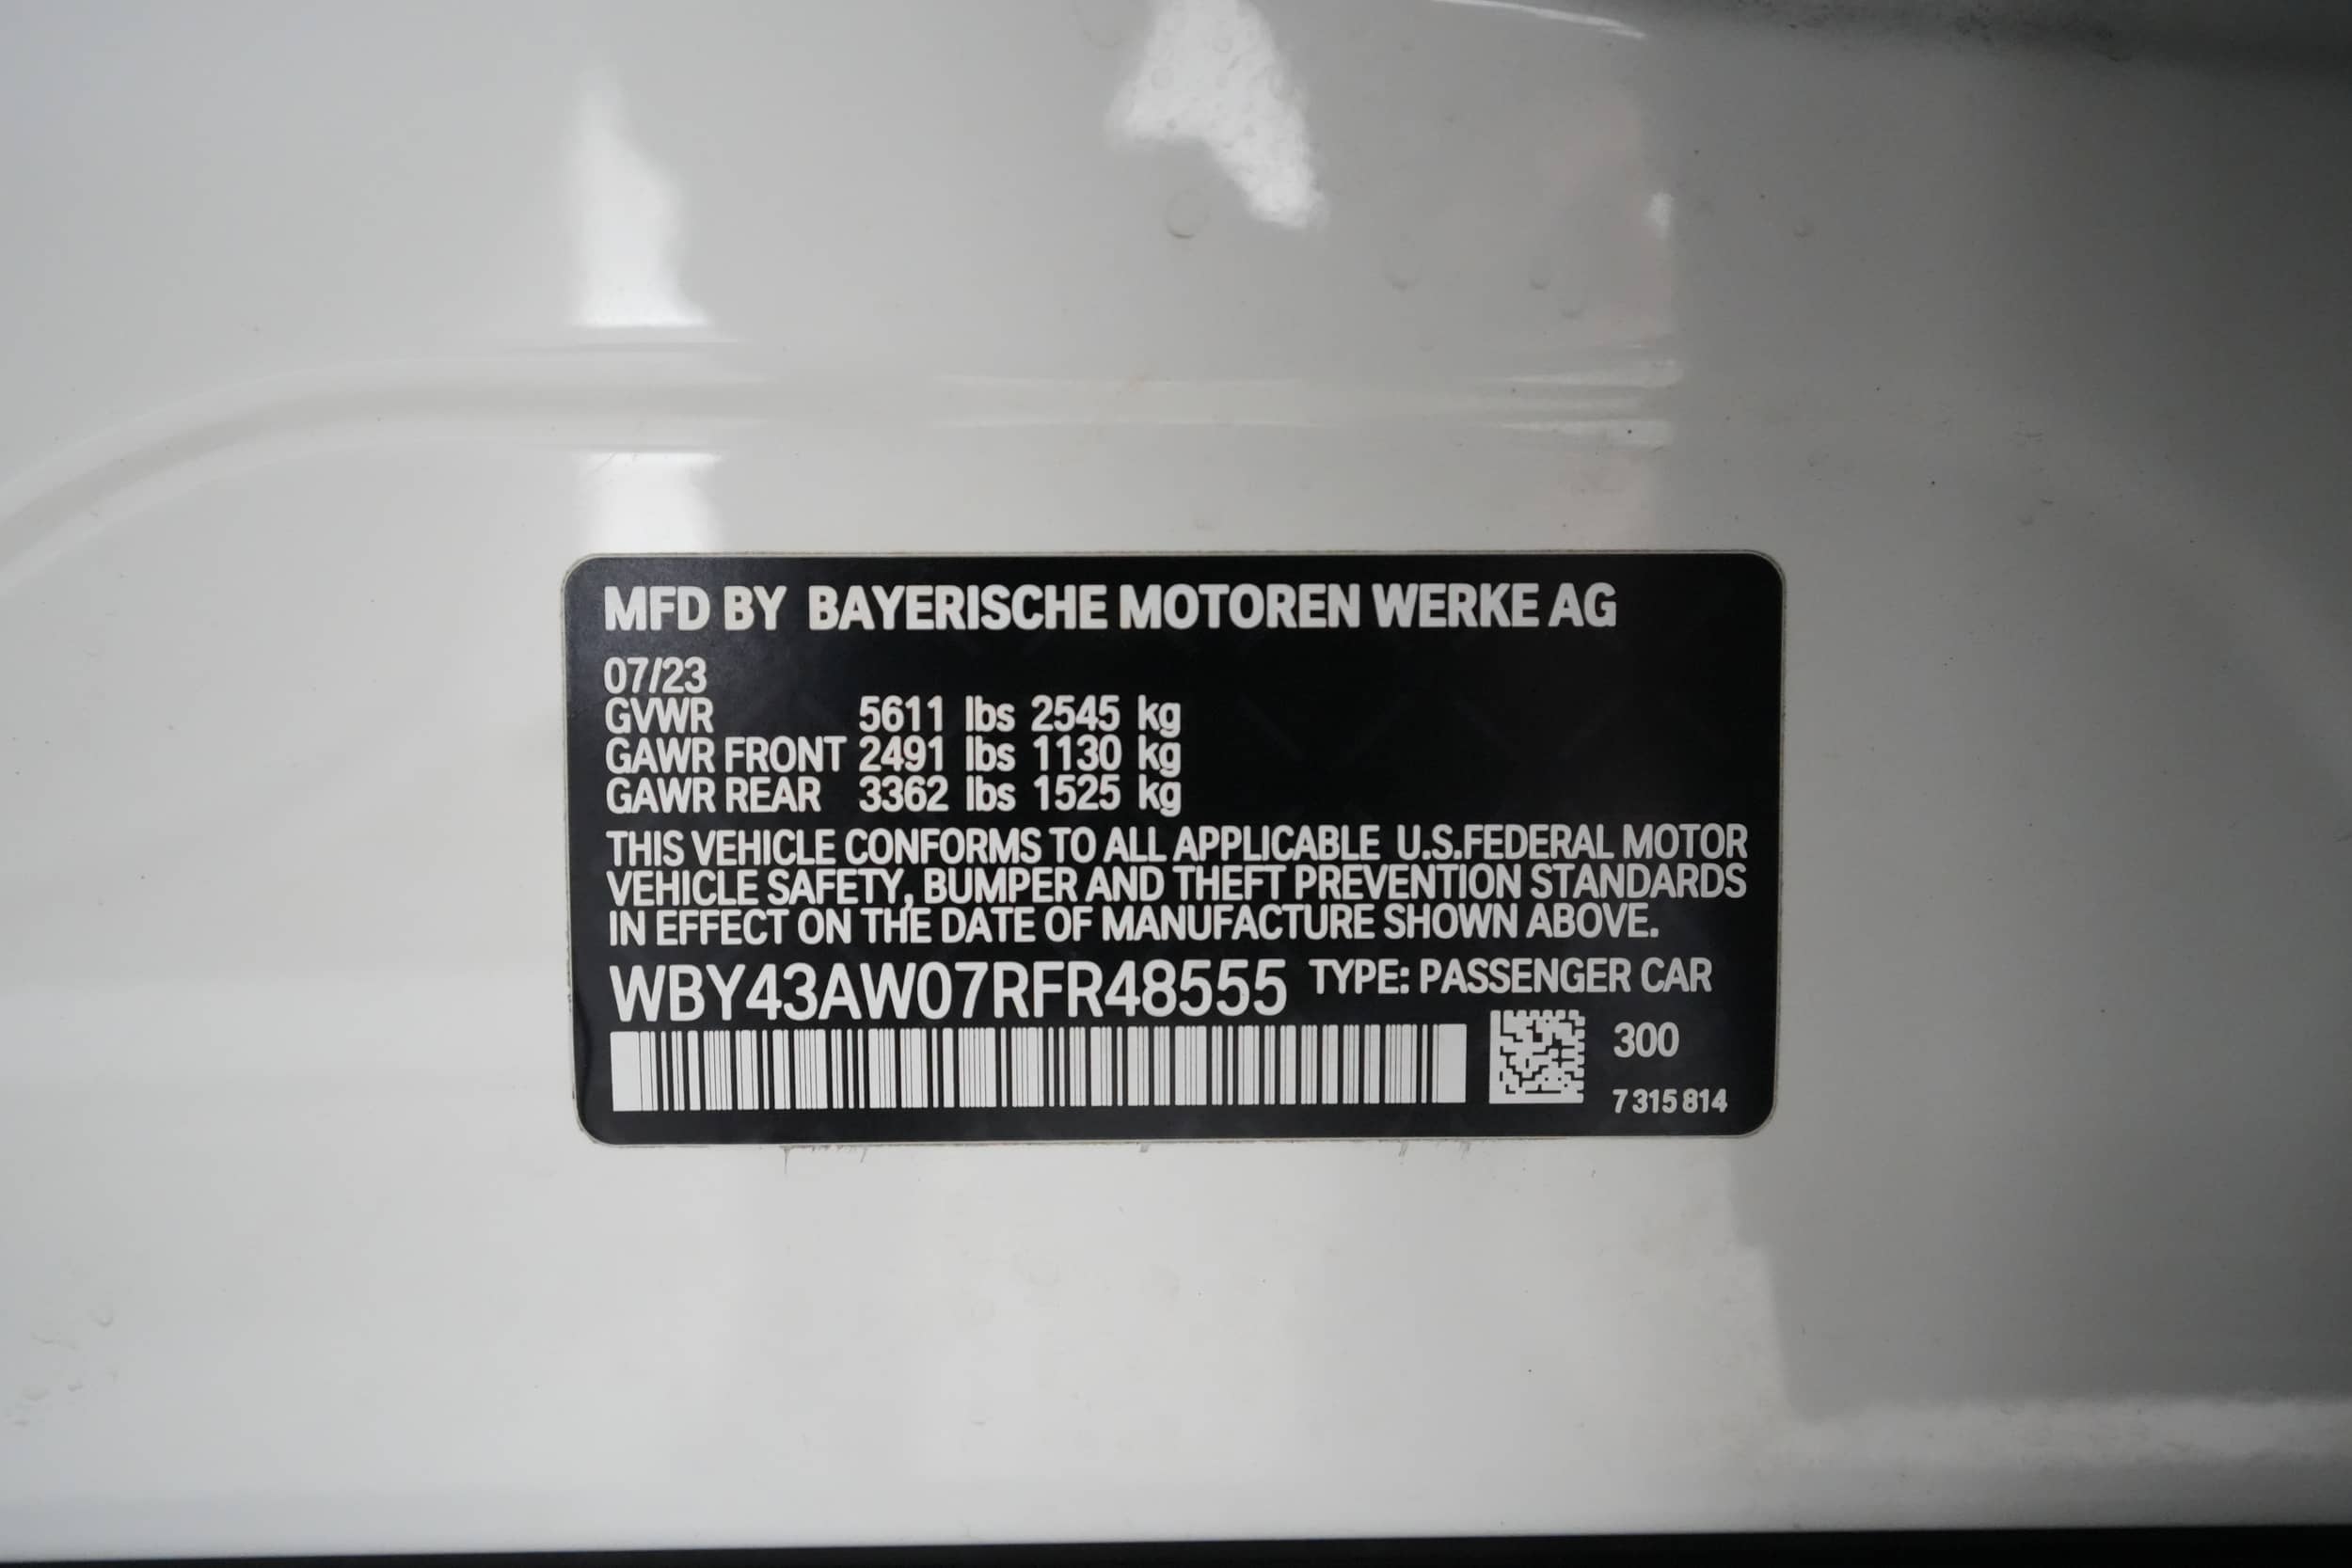 MFD BY BAYERISCHE MOTOREN WERKE AG
07/23
GVWR 5611 lbs 2545 kg
GAWR FRONT 2491 lbs 1130 kg
GAWR REAR 3362 lbs 1525 kg
THIS VEHICLE CONFORMS TO ALL APPLICABLE U.S.FEDERAL MOTOR
VEHICLE SAFETY, BUMPER AND THEFT PREVENTION STANDARDS
IN EFFECT ON THE DATE OF MANUFACTURE SHOWN ABOVE.
WBY43AW07RFR48555 TYPE: PASSENGER CAR
300
7 315 814